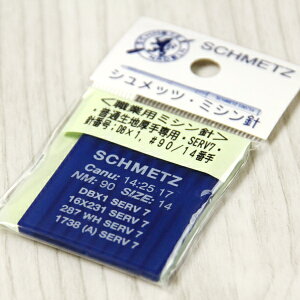 SCHMETZ
シュメッツ・ミシン針
<職業用ミシン針>
・普通生地厚手専用・SERV7・
針番号：DB×1, #90/14番手
SCHMETZ
Canu: 14:25 17
NM: 90 SIZE: 14
DBX1 SERV 7
16X231 SERV 7
287 WH SERV 7
1738 (A) SERV 7